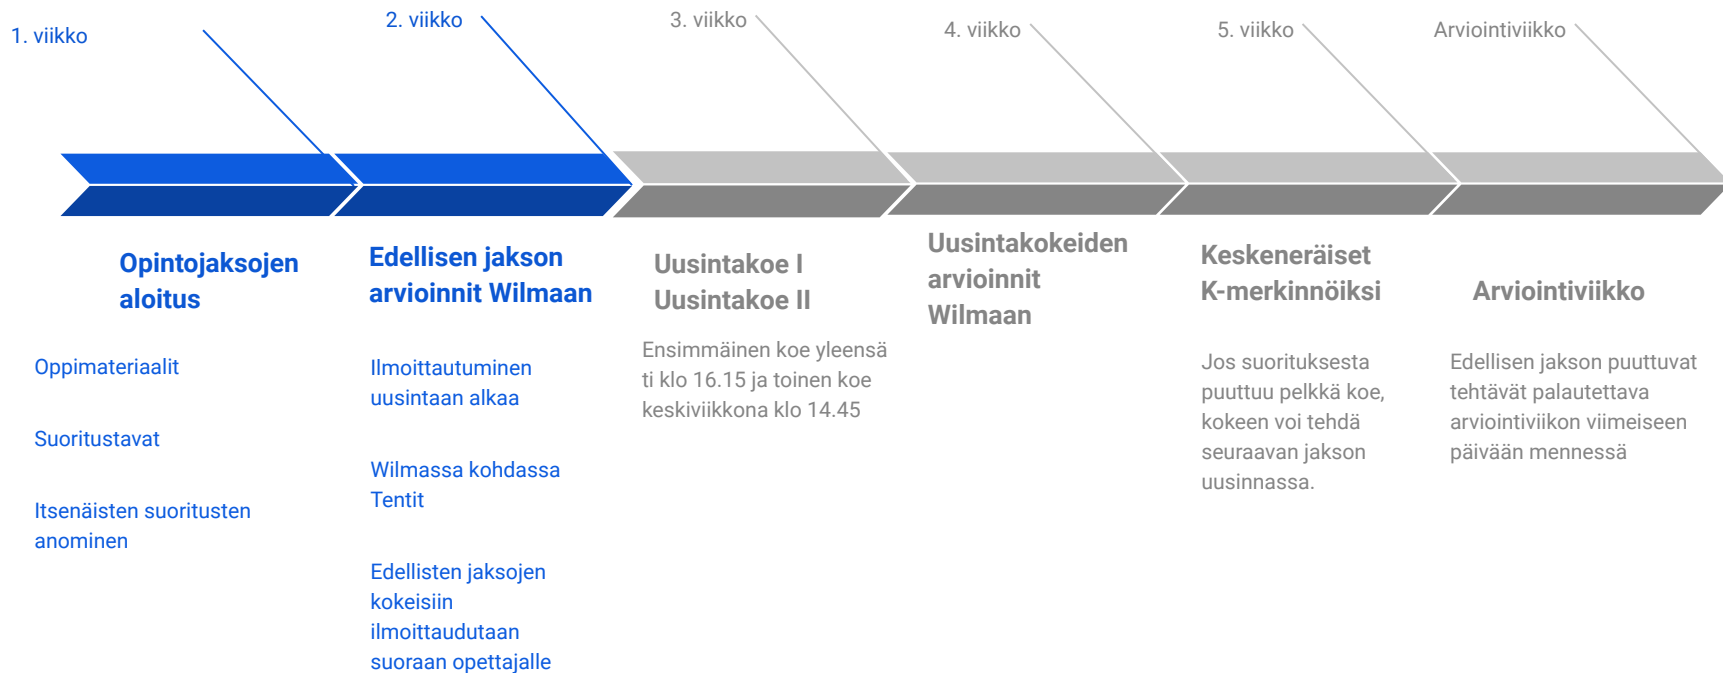 1. viikko
2. viikko
3. viikko
4. viikko
5. viikko
Arviointiviikko
Opintojaksojen
aloitus
Oppimateriaalit
Suoritustavat
Itsenäisten suoritusten
anominen
Edellisen jakson
arvioinnit Wilmaan
Ilmoittautuminen
uusintaan alkaa
Wilmassa kohdassa
Tentit
Edellisten jaksojen
kokeisiin
ilmoittaudutaan
suoraan opettajalle
Uusintakoe I
Uusintakoe II
Ensimmäinen koe yleensä
ti klo 16.15 ja toinen koe
keskiviikkona klo 14.45
Uusintakokeiden
arvioinnit
Wilmaan
Keskeneräiset
K-merkinnöiksi
Jos suorituksesta
puuttuu pelkkä koe,
kokeen voi tehdä
seuraavan jakson
uusinnassa.
Arviointiviikko
Edellisen jakson puuttuvat
tehtävät palautettava
arviointiviikon viimeiseen
päivään mennessä